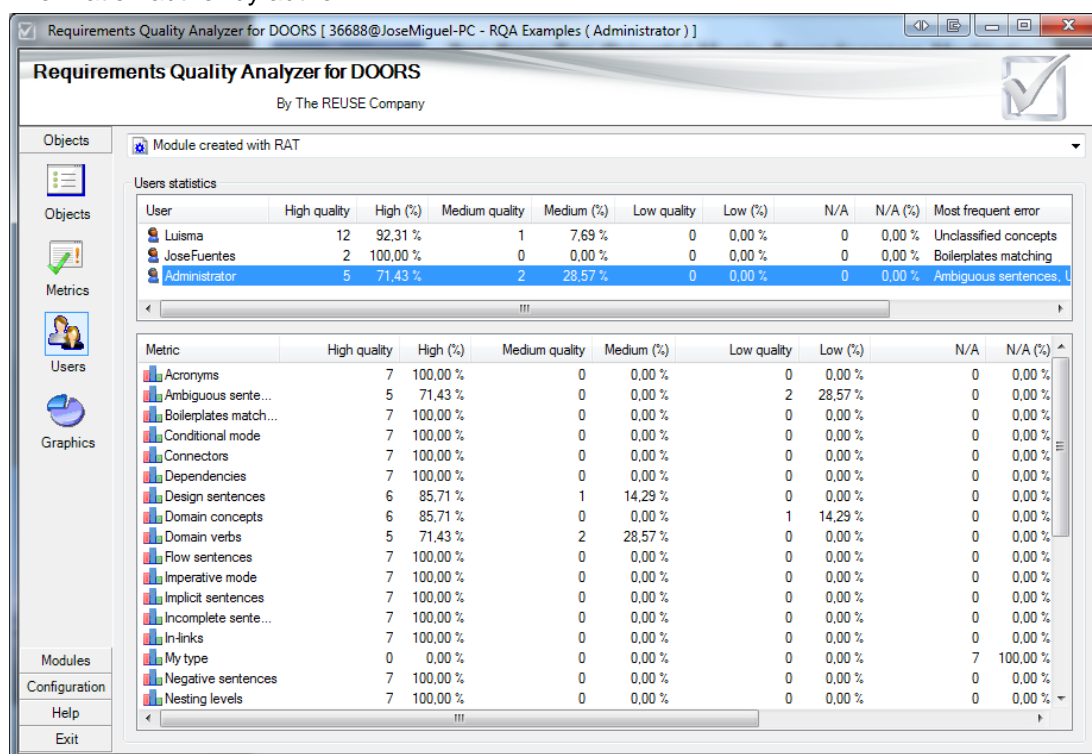 Requirements Quality Analyzer for DOORS [ 36688@JoseMiguel-PC - RQA Examples ( Administrator ) ]
Requirements Quality Analyzer for DOORS
By The REUSE Company
Objects
Module created with RAT
Users statistics
Objects
Metrics
Users
Graphics
User High quality High (%) Medium quality Medium (%) Low quality Low (%) N/A N/A (%) Most frequent error
Luisma 12 92,31 % 1 7,69 % 0 0,00 % 0 0,00 % Unclassified concepts
JoseFuentes 2 100,00 % 0 0,00 % 0 0,00 % 0 0,00 % Boilerplates matching
Administrator 5 71,43 % 2 28,57 % 0 0,00 % 0 0,00 % Ambiguous sentences, U
Metric High quality High (%) Medium quality Medium (%) Low quality Low (%) N/A N/A (%)
Acronyms 7 100,00 % 0 0,00 % 0 0,00 % 0 0,00 %
Ambiguous sente... 5 71,43 % 0 0,00 % 2 28,57 % 0 0,00 %
Boilerplates match... 7 100,00 % 0 0,00 % 0 0,00 % 0 0,00 %
Conditional mode 7 100,00 % 0 0,00 % 0 0,00 % 0 0,00 %
Connectors 7 100,00 % 0 0,00 % 0 0,00 % 0 0,00 %
Dependencies 7 100,00 % 0 0,00 % 0 0,00 % 0 0,00 %
Design sentences 6 85,71 % 1 14,29 % 0 0,00 % 0 0,00 %
Domain concepts 6 85,71 % 0 0,00 % 1 14,29 % 0 0,00 %
Domain verbs 5 71,43 % 2 28,57 % 0 0,00 % 0 0,00 %
Flow sentences 7 100,00 % 0 0,00 % 0 0,00 % 0 0,00 %
Imperative mode 7 100,00 % 0 0,00 % 0 0,00 % 0 0,00 %
Implicit sentences 7 100,00 % 0 0,00 % 0 0,00 % 0 0,00 %
Incomplete sente... 7 100,00 % 0 0,00 % 0 0,00 % 0 0,00 %
In-links 7 100,00 % 0 0,00 % 0 0,00 % 0 0,00 %
My type 0 0,00 % 0 0,00 % 0 0,00 % 7 100,00 %
Negative sentences 7 100,00 % 0 0,00 % 0 0,00 % 0 0,00 %
Nesting levels 7 100,00 % 0 0,00 % 0 0,00 % 0 0,00 %
Modules
Configuration
Help
Exit